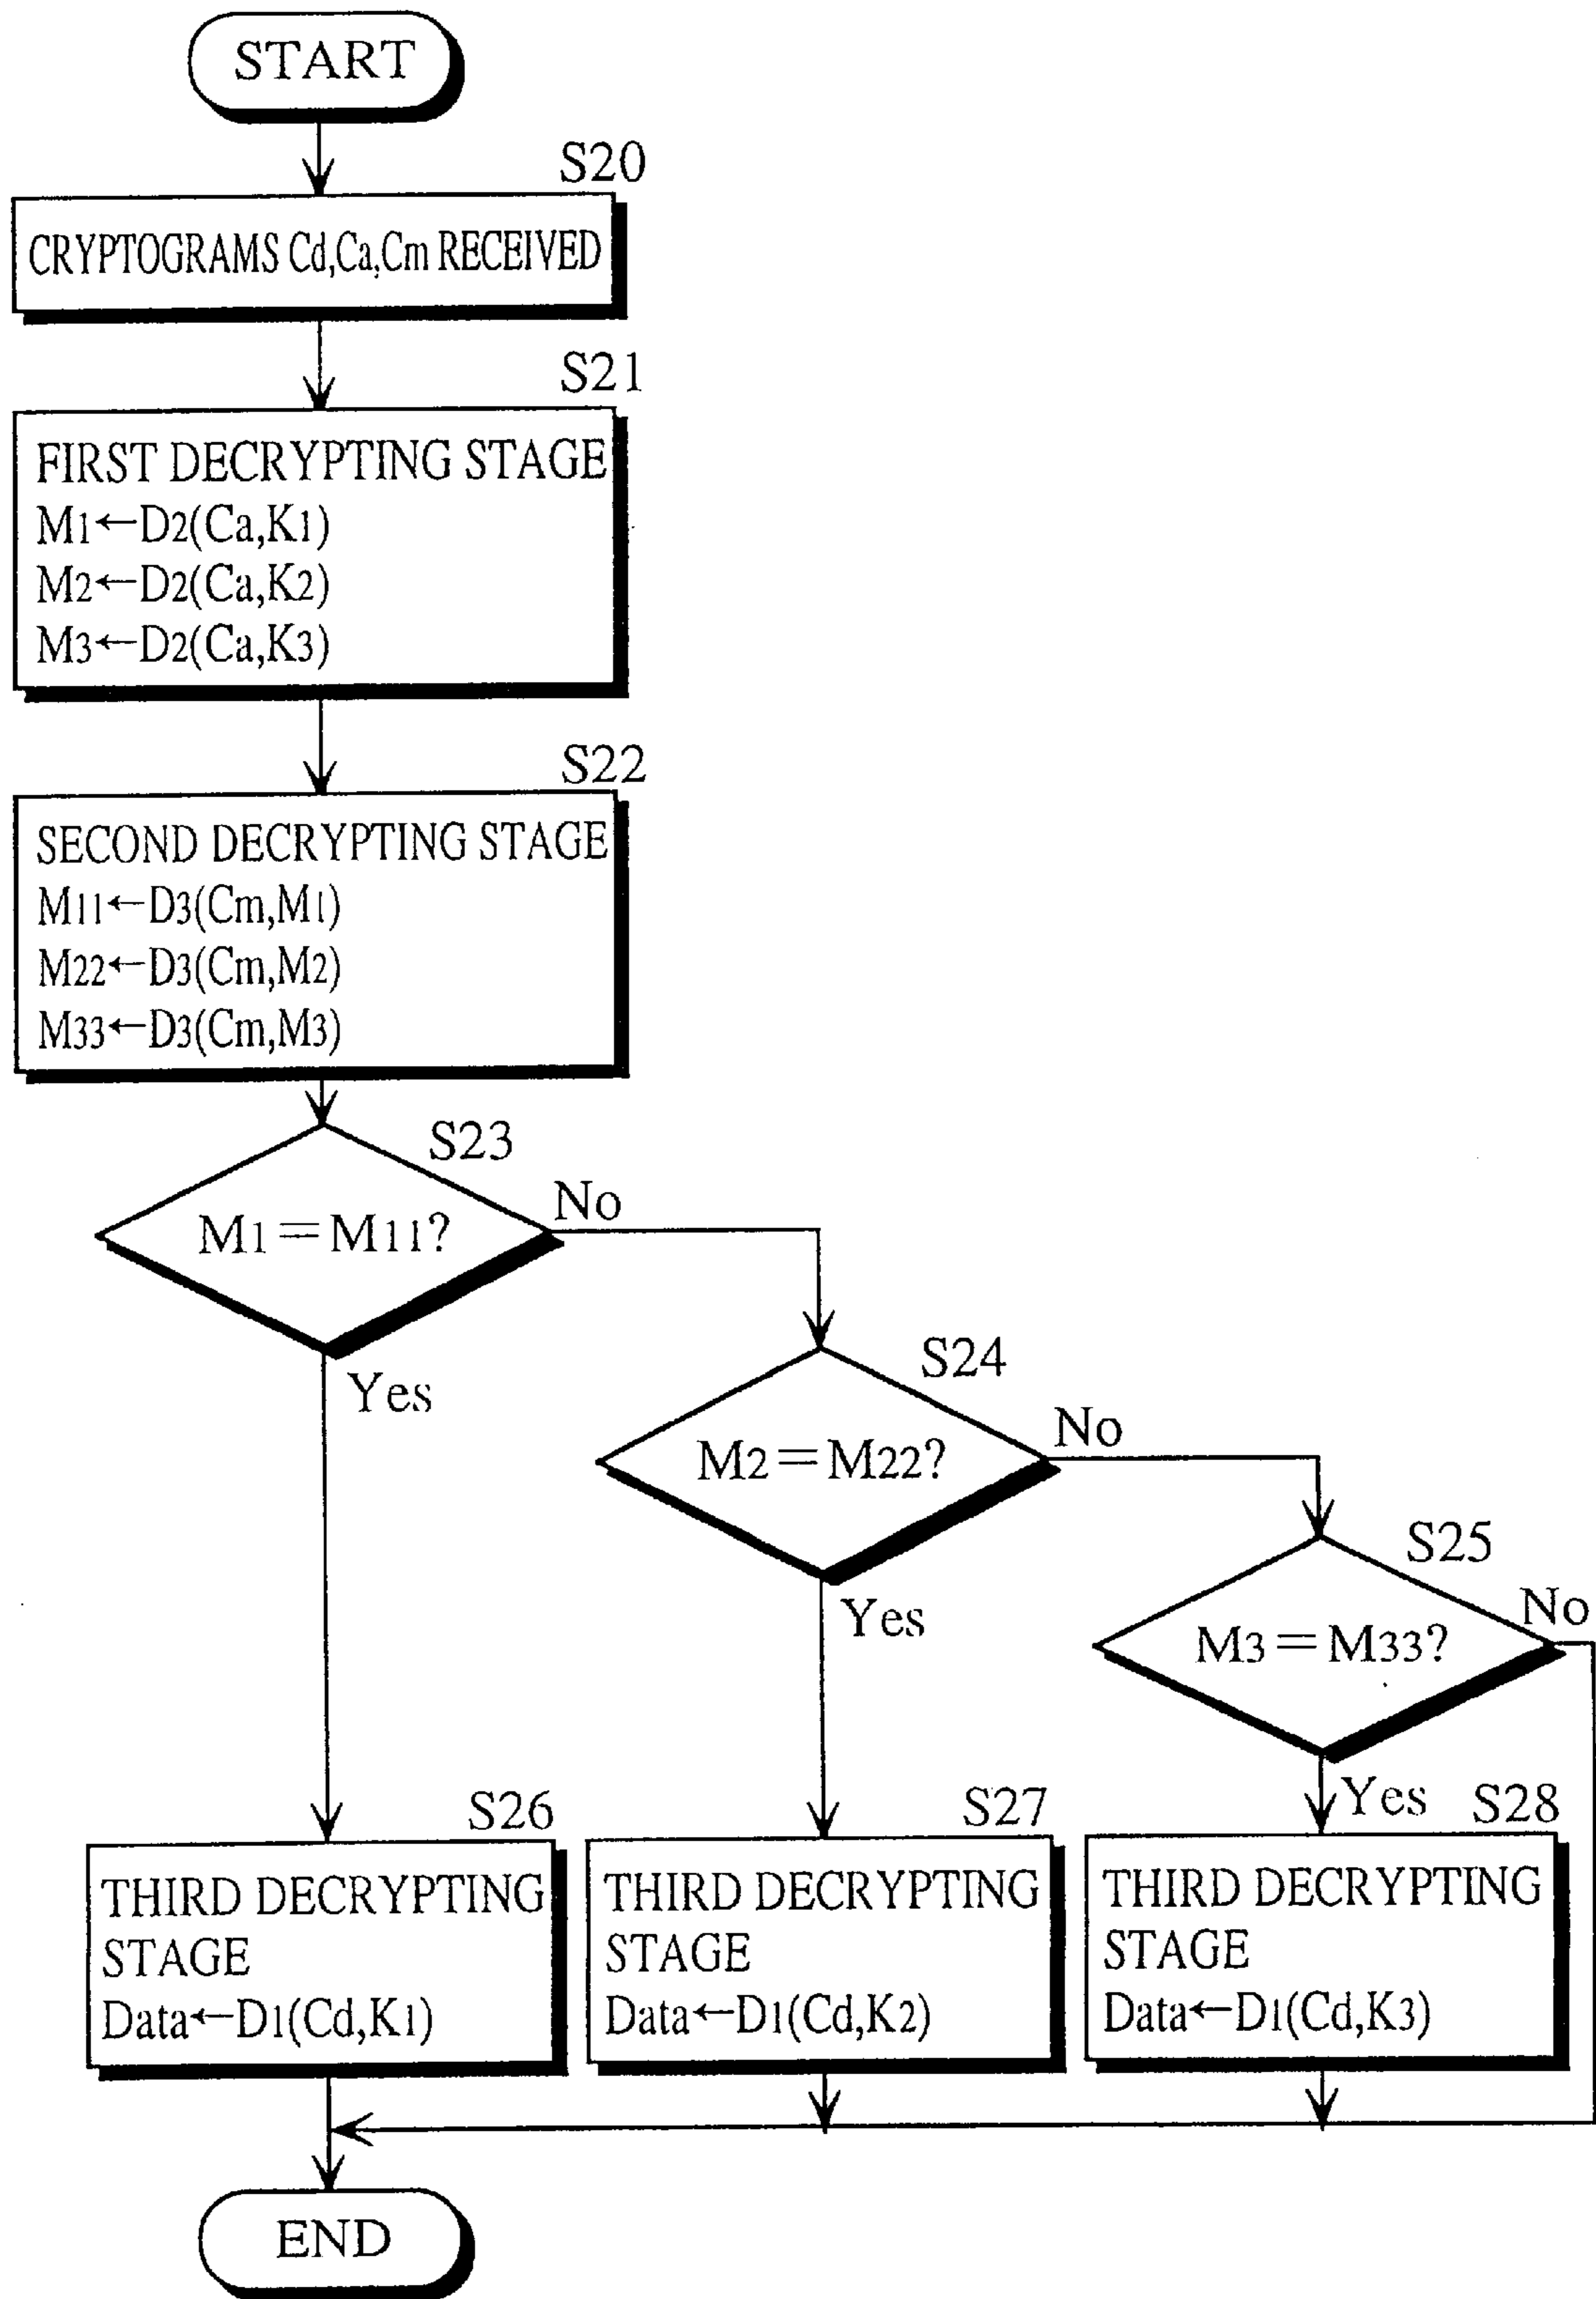 START
S20
CRYPTOGRAMS Cd,Ca,Cm RECEIVED
S21
FIRST DECRYPTING STAGE
M1←D2(Ca,K1)
M2←D2(Ca,K2)
M3←D2(Ca,K3)
S22
SECOND DECRYPTING STAGE
M11←D3(Cm,M1)
M22←D3(Cm,M2)
M33←D3(Cm,M3)
S23
M1=M11?
No
Yes
S24
M2=M22?
No
Yes
S25
M3=M33?
No
Yes
S26
THIRD DECRYPTING
STAGE
Data←D1(Cd,K1)
S27
THIRD DECRYPTING
STAGE
Data←D1(Cd,K2)
S28
THIRD DECRYPTING
STAGE
Data←D1(Cd,K3)
END